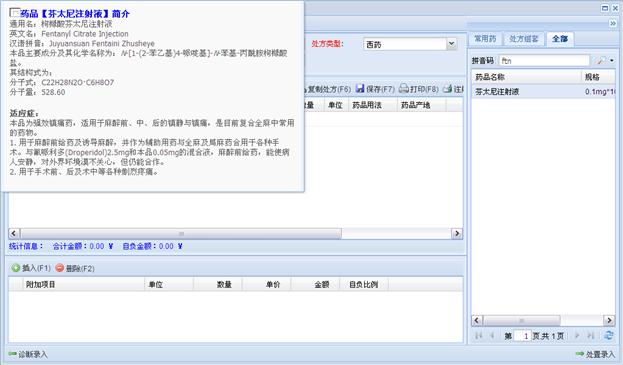 药品【芬太尼注射液】简介
通用名：枸橼酸芬太尼注射液
英文名：Fentanyl Citrate Injection
汉语拼音：Juyuansuan Fentaini Zhusheye
本品主要成分及其化学名称为：N-[1-(2-苯乙基)4-哌啶基]-N-苯基-丙酰胺枸橼酸
盐。
其结构式为：
分子式：C22H28N2O·C6H8O7
分子量：528.60
适应症：
本品为强效镇痛药，适用于麻醉前、中、后的镇静与镇痛，是目前复合全麻中常用
的药物。
1. 用于麻醉前给药及诱导麻醉，并作为辅助用药与全麻及局麻药合用于各种手
术。与氟哌利多(Droperidol)2.5mg和本品0.05mg的混合液，麻醉前给药，能使病
人安静，对外界环境漠不关心，但仍能合作。
2. 用于手术前、后及术中等各种剧烈疼痛。
处方类型： 西药
复制处方(F6) 保存(F7) 打印(F8)
数量 单位 药品用法 药品产地
统计信息： 合计金额：0.00 ¥ 自负金额：0.00 ¥
插入(F1) 删除(F2)
附加项目 单位 数量 单价 金额 自负比例
诊断录入
常用药 处方组套 全部
拼音码 ftn
药品名称 规格
芬太尼注射液 0.1mg*10
第 1 页,共 1 页
处置录入